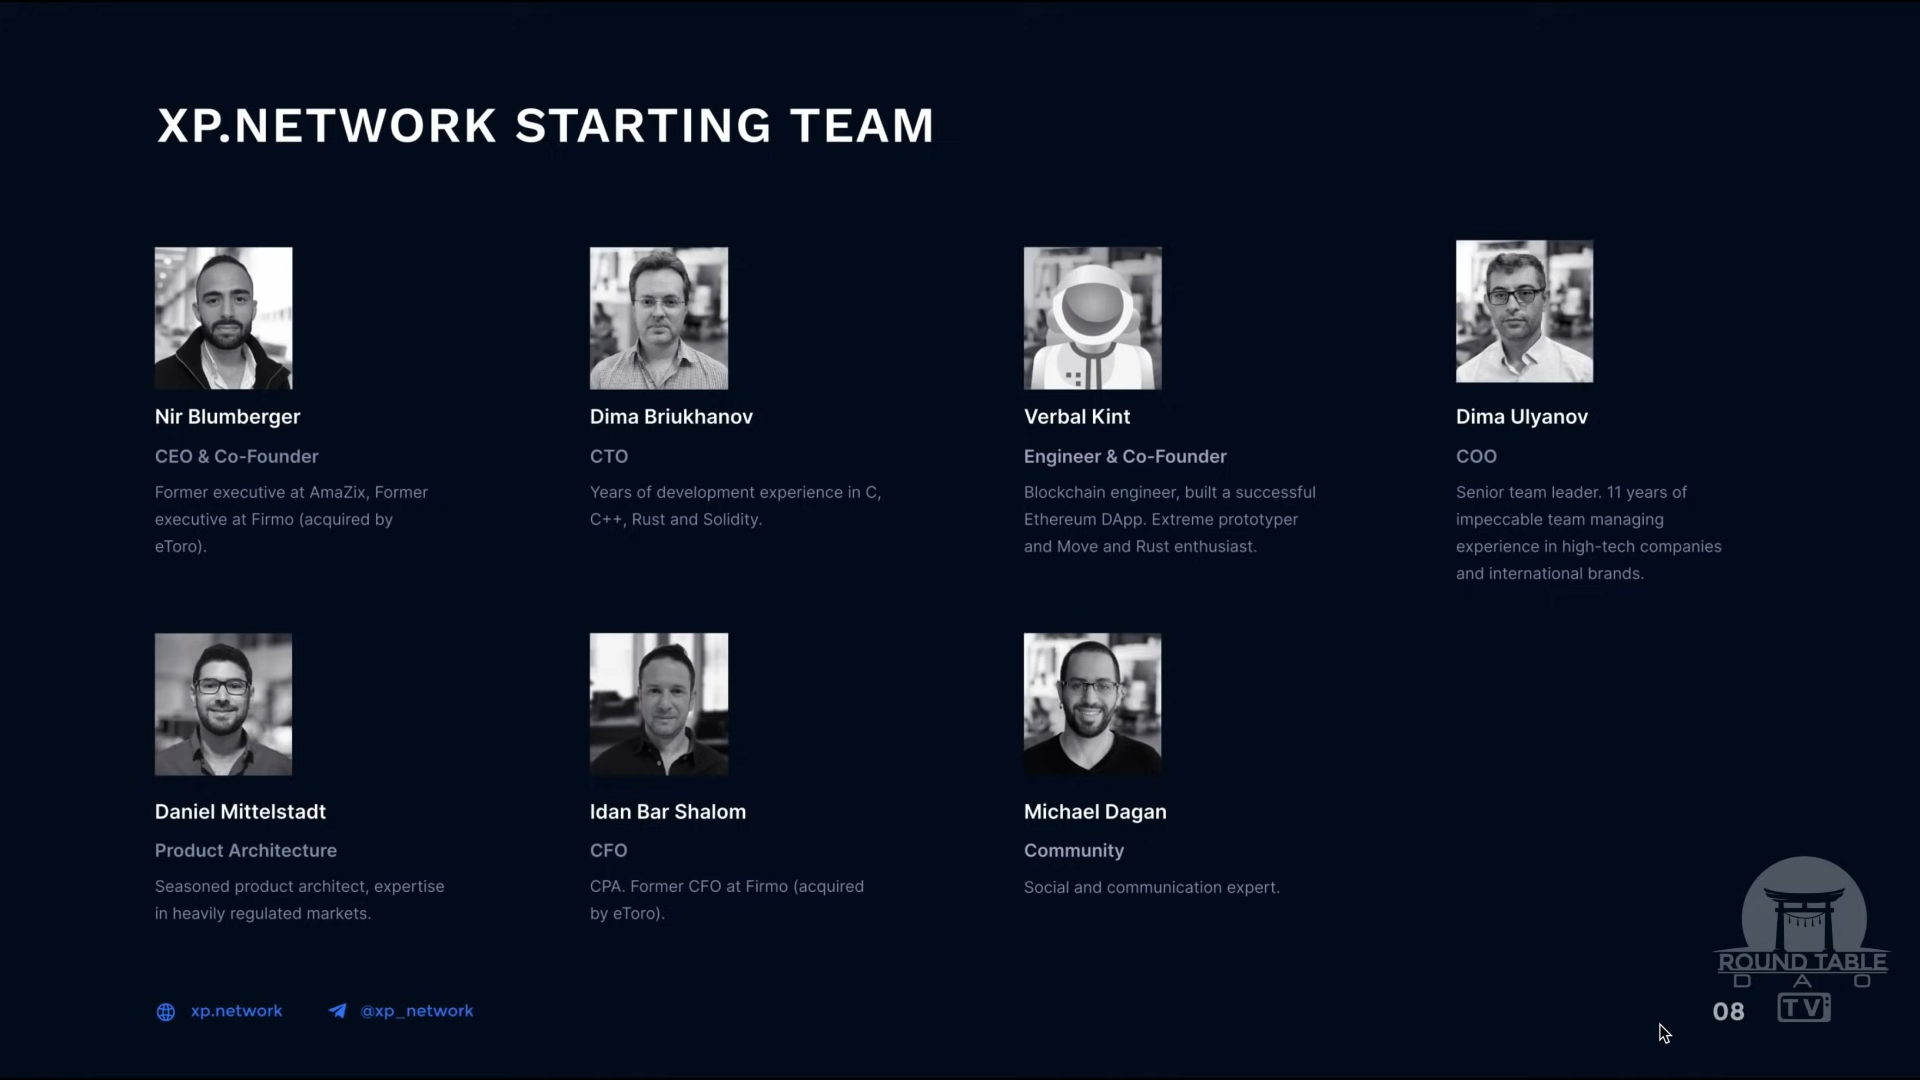 XP.NETWORK STARTING TEAM
Nir Blumberger
CEO & Co-Founder
Former executive at AmaZix, Former
executive at Firmo (acquired by
eToro).
Dima Briukhanov
CTO
Years of development experience in C,
C++, Rust and Solidity.
Verbal Kint
Engineer & Co-Founder
Blockchain engineer, built a successful
Ethereum DApp. Extreme prototyper
and Move and Rust enthusiast.
Dima Ulyanov
COO
Senior team leader. 11 years of
impeccable team managing
experience in high-tech companies
and international brands.
Daniel Mittelstadt
Product Architecture
Seasoned product architect, expertise
in heavily regulated markets.
Idan Bar Shalom
CFO
CPA. Former CFO at Firmo (acquired
by eToro).
Michael Dagan
Community
Social and communication expert.
xp.network
@xp_network
08
ROUND TABLE
DAO
TV